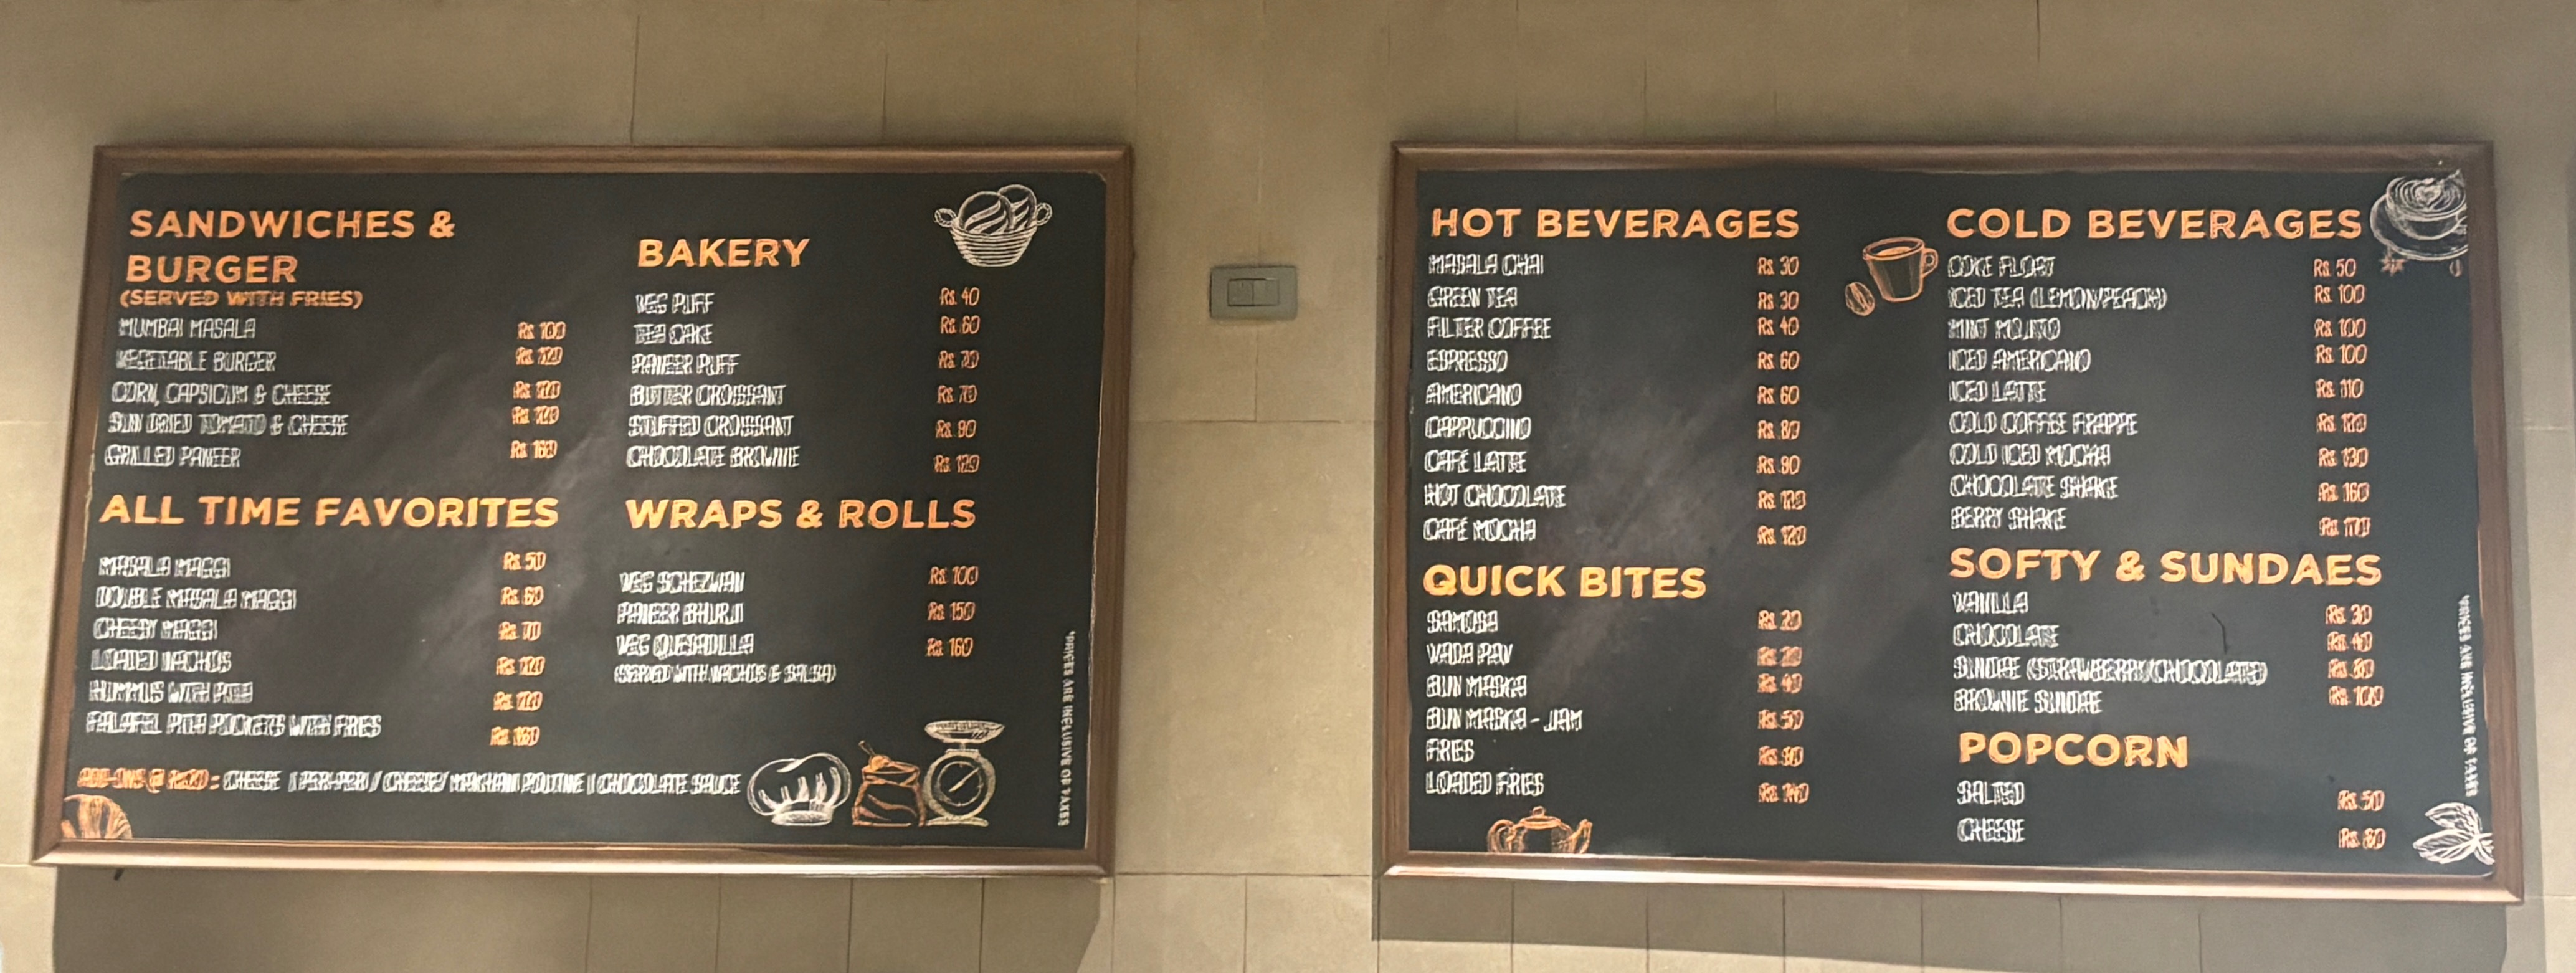 SANDWICHES &
BURGER
(SERVED WITH FRIES)
MUMBAI MASALA Rs. 100
VEGETABLE BURGER Rs. 120
CORN, CAPSICUM & CHEESE Rs. 120
SUN DRIED TOMATO & CHEESE Rs. 120
GRILLED PANEER Rs. 160
ALL TIME FAVORITES
MASALA MAGGI Rs. 50
DOUBLE MASALA MAGGI Rs. 60
CHEESY MAGGI Rs. 70
LOADED NACHOS Rs.
HUMMUS WITH PITA Rs.
FALAFEL PITA POCKETS WITH FRIES Rs. 160
BAKERY
VEG PUFF Rs. 40
TEA CAKE Rs. 60
PANEER PUFF Rs. 70
BUTTER CROISSANT Rs. 70
STUFFED CROISSANT Rs. 90
CHOCOLATE BROWNIE Rs. 120
WRAPS & ROLLS
VEG SCHEZWAN Rs. 100
PANEER BHURJI Rs. 150
VEG QUESADILLA Rs. 160
(SERVED WITH NACHOS & SALSA)
ADD-ONS @ : CHEESE / PERI-PERI / CHEESE/ MAKHANI POUTINE / CHOCOLATE SAUCE
*PRICES ARE INCLUSIVE OF TAXES
HOT BEVERAGES
MASALA CHAI Rs. 30
GREEN TEA Rs. 30
FILTER COFFEE Rs. 40
ESPRESSO Rs. 60
AMERICANO Rs. 60
CAPPUCCINO Rs. 80
CAFÉ LATTE Rs. 90
HOT CHOCOLATE Rs. 120
CAFÉ MOCHA Rs. 120
QUICK BITES
SAMOSA Rs. 20
VADA PAV Rs. 20
BUN MASKA Rs. 40
BUN MASKA - JAM Rs. 50
FRIES Rs.
LOADED FRIES Rs. 140
COLD BEVERAGES
COKE FLOAT Rs. 50
ICED TEA (LEMON/PEACH) Rs. 100
MINT MOJITO Rs. 100
ICED AMERICANO Rs. 100
ICED LATTE Rs. 110
COLD COFFEE FRAPPE Rs. 120
COLD ICED MOCHA Rs. 130
CHOCOLATE SHAKE Rs. 160
BERRY SHAKE Rs. 170
SOFTY & SUNDAES
VANILLA Rs. 30
CHOCOLATE Rs. 40
SUNDAE (STRAWBERRY/CHOCOLATE) Rs. 80
BROWNIE SUNDAE Rs. 100
POPCORN
SALTED Rs. 50
CHEESE Rs.
*PRICES ARE INCLUSIVE OF TAXES